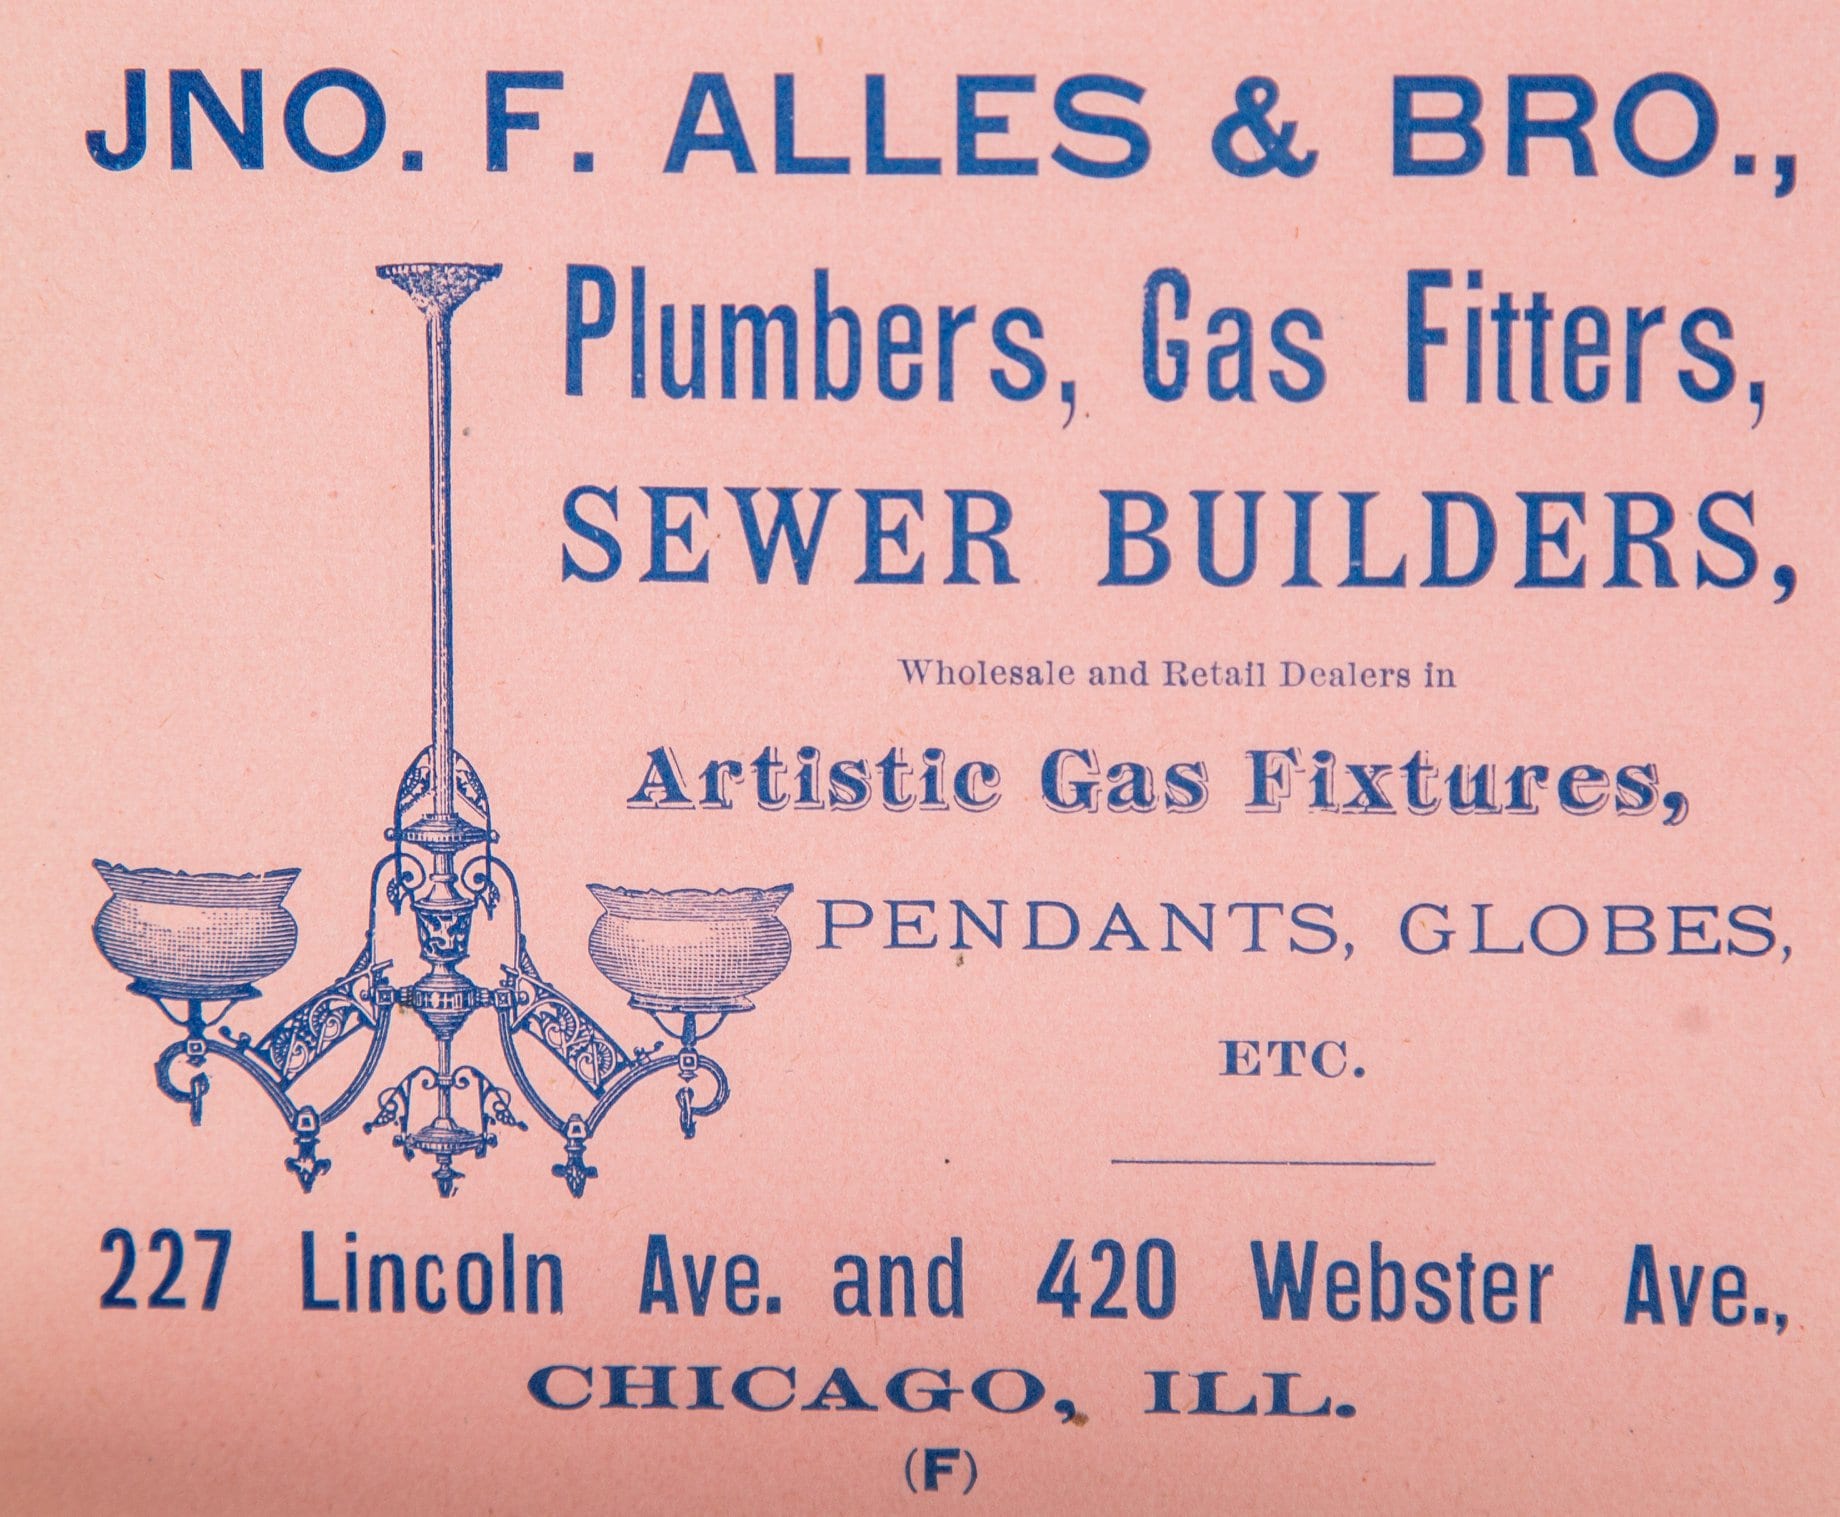 JNO. F. ALLES & BRO.,
Plumbers, Gas Fitters,
SEWER BUILDERS,
Wholesale and Retail Dealers in
Artistic Gas Fixtures,
PENDANTS, GLOBES,
ETC.
227 Lincoln Ave. and 420 Webster Ave.,
CHICAGO, ILL.
(F)